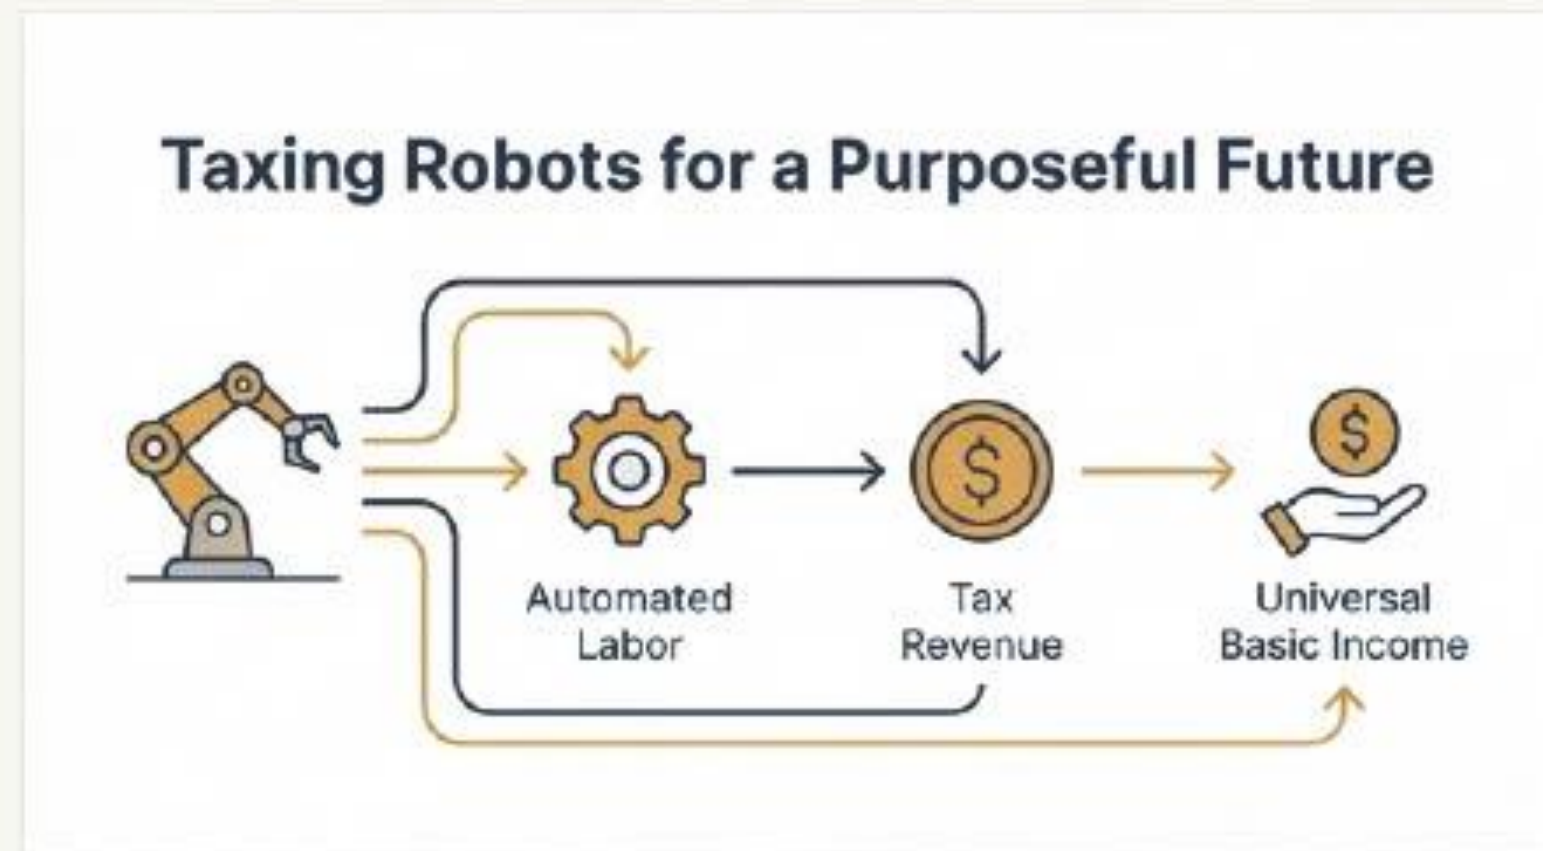 Taxing Robots for a Purposeful Future
Automated
Labor
Tax
Revenue
Universal
Basic Income